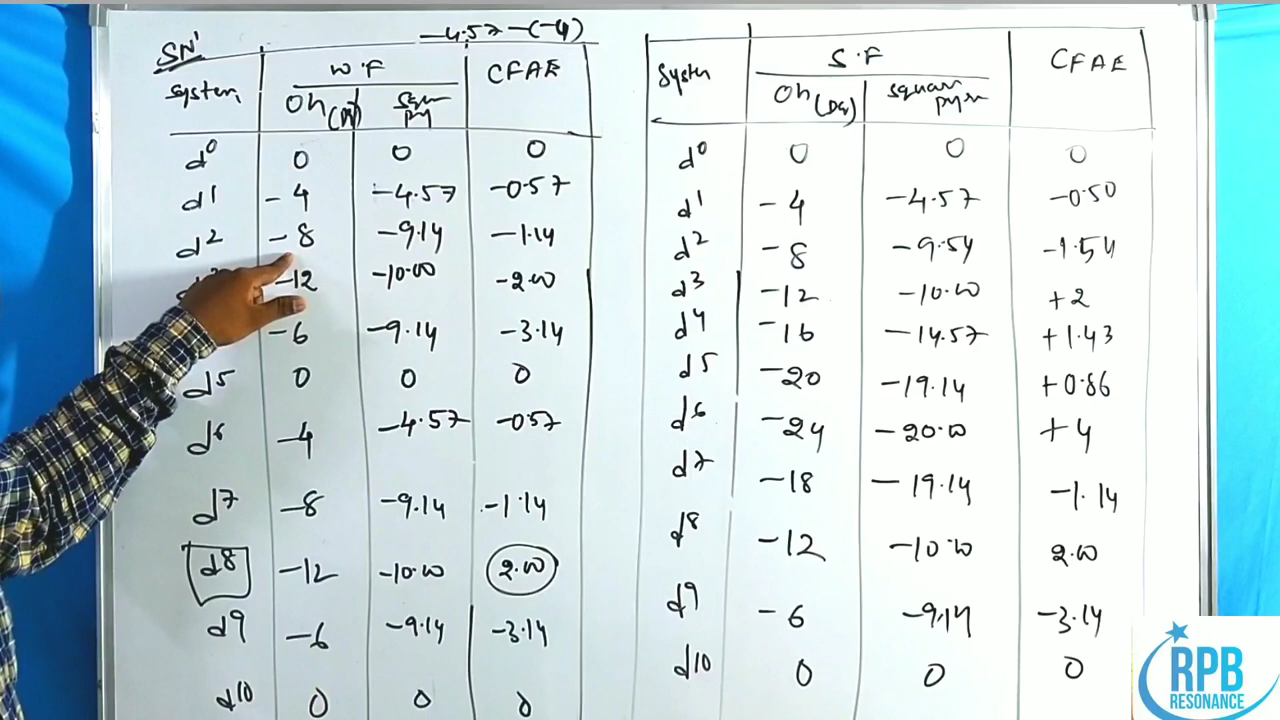 SN'
-4.57-(-4)
System W.F CFAE
Oh (Dq) squar py
d0 0 0 0
d1 -4 -4.57 -0.57
d2 -8 -9.14 -1.14
-12 -10.00 -2.00
-6 -9.14 -3.14
d5 0 0 0
d6 -4 -4.57 -0.57
d7 -8 -9.14 -1.14
d8 -12 -10.00 2.00
d9 -6 -9.14 -3.14
d10 0 0 0
System S.F CFAE
Oh (Dq) square pyr
d0 0 0 0
d1 -4 -4.57 -0.50
d2 -8 -9.54 -1.54
d3 -12 -10.00 +2
d4 -16 -14.57 +1.43
d5 -20 -19.14 +0.86
d6 -24 -20.00 +4
d7 -18 -19.14 -1.14
d8 -12 -10.00 2.00
d9 -6 -9.14 -3.14
d10 0 0 0
RPB
RESONANCE